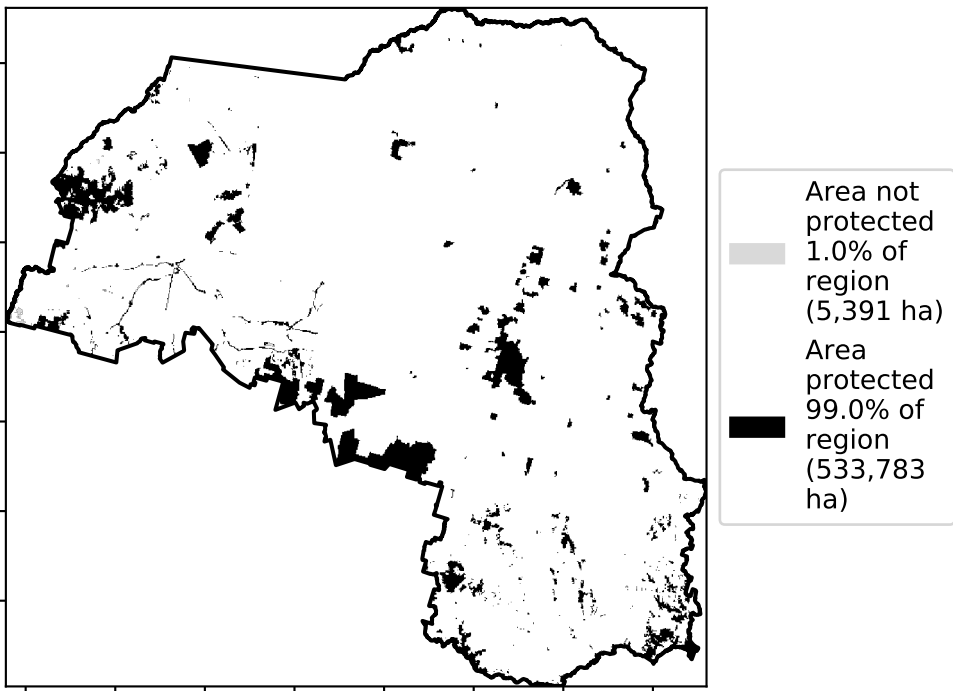 Area not
protected
1.0% of
region
(5,391 ha)
Area
protected
99.0% of
region
(533,783
ha)